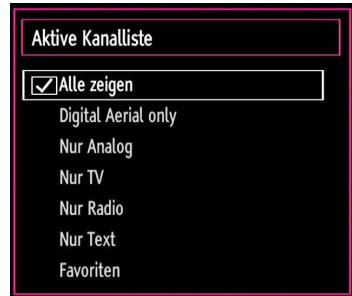 Aktive Kanalliste
Alle zeigen
Digital Aerial only
Nur Analog
Nur TV
Nur Radio
Nur Text
Favoriten